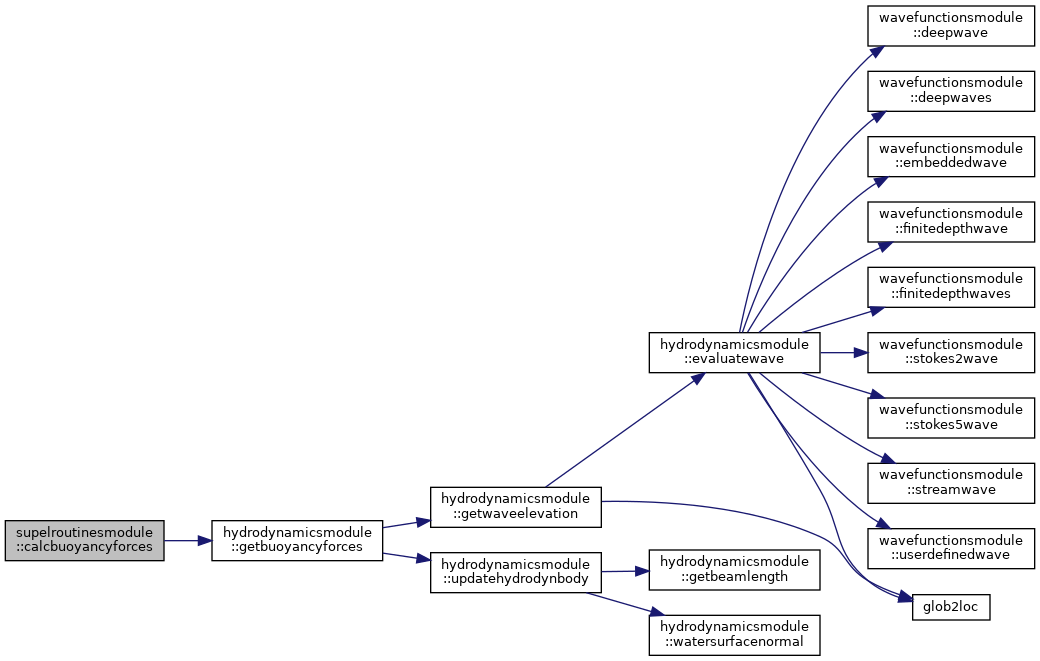 supelroutinesmodule
::calcbuoyancyforces
hydrodynamicsmodule
::getbuoyancyforces
hydrodynamicsmodule
::getwaveelevation
hydrodynamicsmodule
::updatehydrodynbody
hydrodynamicsmodule
::evaluatewave
hydrodynamicsmodule
::getbeamlength
hydrodynamicsmodule
::watersurfacenormal
wavefunctionsmodule
::deepwave
wavefunctionsmodule
::deepwaves
wavefunctionsmodule
::embeddedwave
wavefunctionsmodule
::finitedepthwave
wavefunctionsmodule
::finitedepthwaves
wavefunctionsmodule
::stokes2wave
wavefunctionsmodule
::stokes5wave
wavefunctionsmodule
::streamwave
wavefunctionsmodule
::userdefinedwave
glob2loc